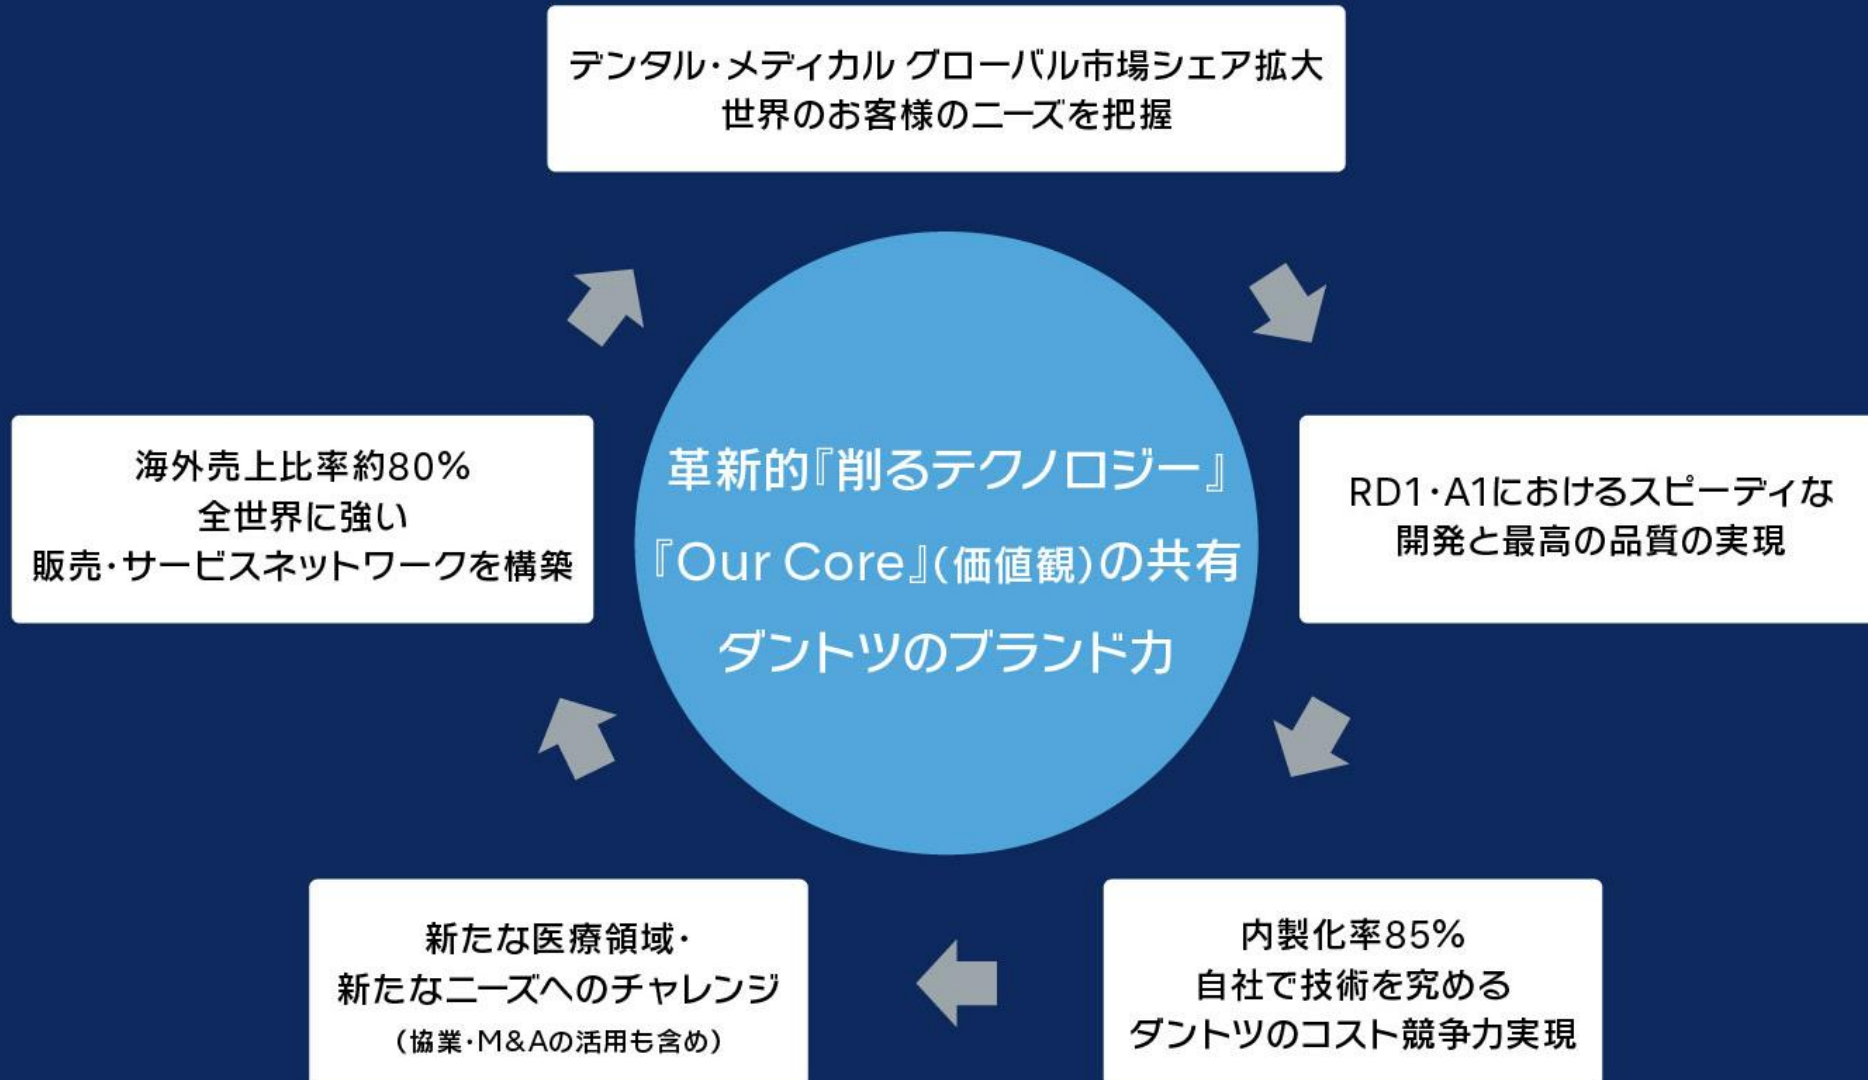 デンタル・メディカル グローバル市場シェア拡大
世界のお客様のニーズを把握
革新的『削るテクノロジー』
『Our Core』(価値観)の共有
ダントツのブランド力
RD1・A1におけるスピーディな
開発と最高の品質の実現
内製化率85%
自社で技術を究める
ダントツのコスト競争力実現
新たな医療領域・
新たなニーズへのチャレンジ
(協業・M&Aの活用も含め)
海外売上比率約80%
全世界に強い
販売・サービスネットワークを構築